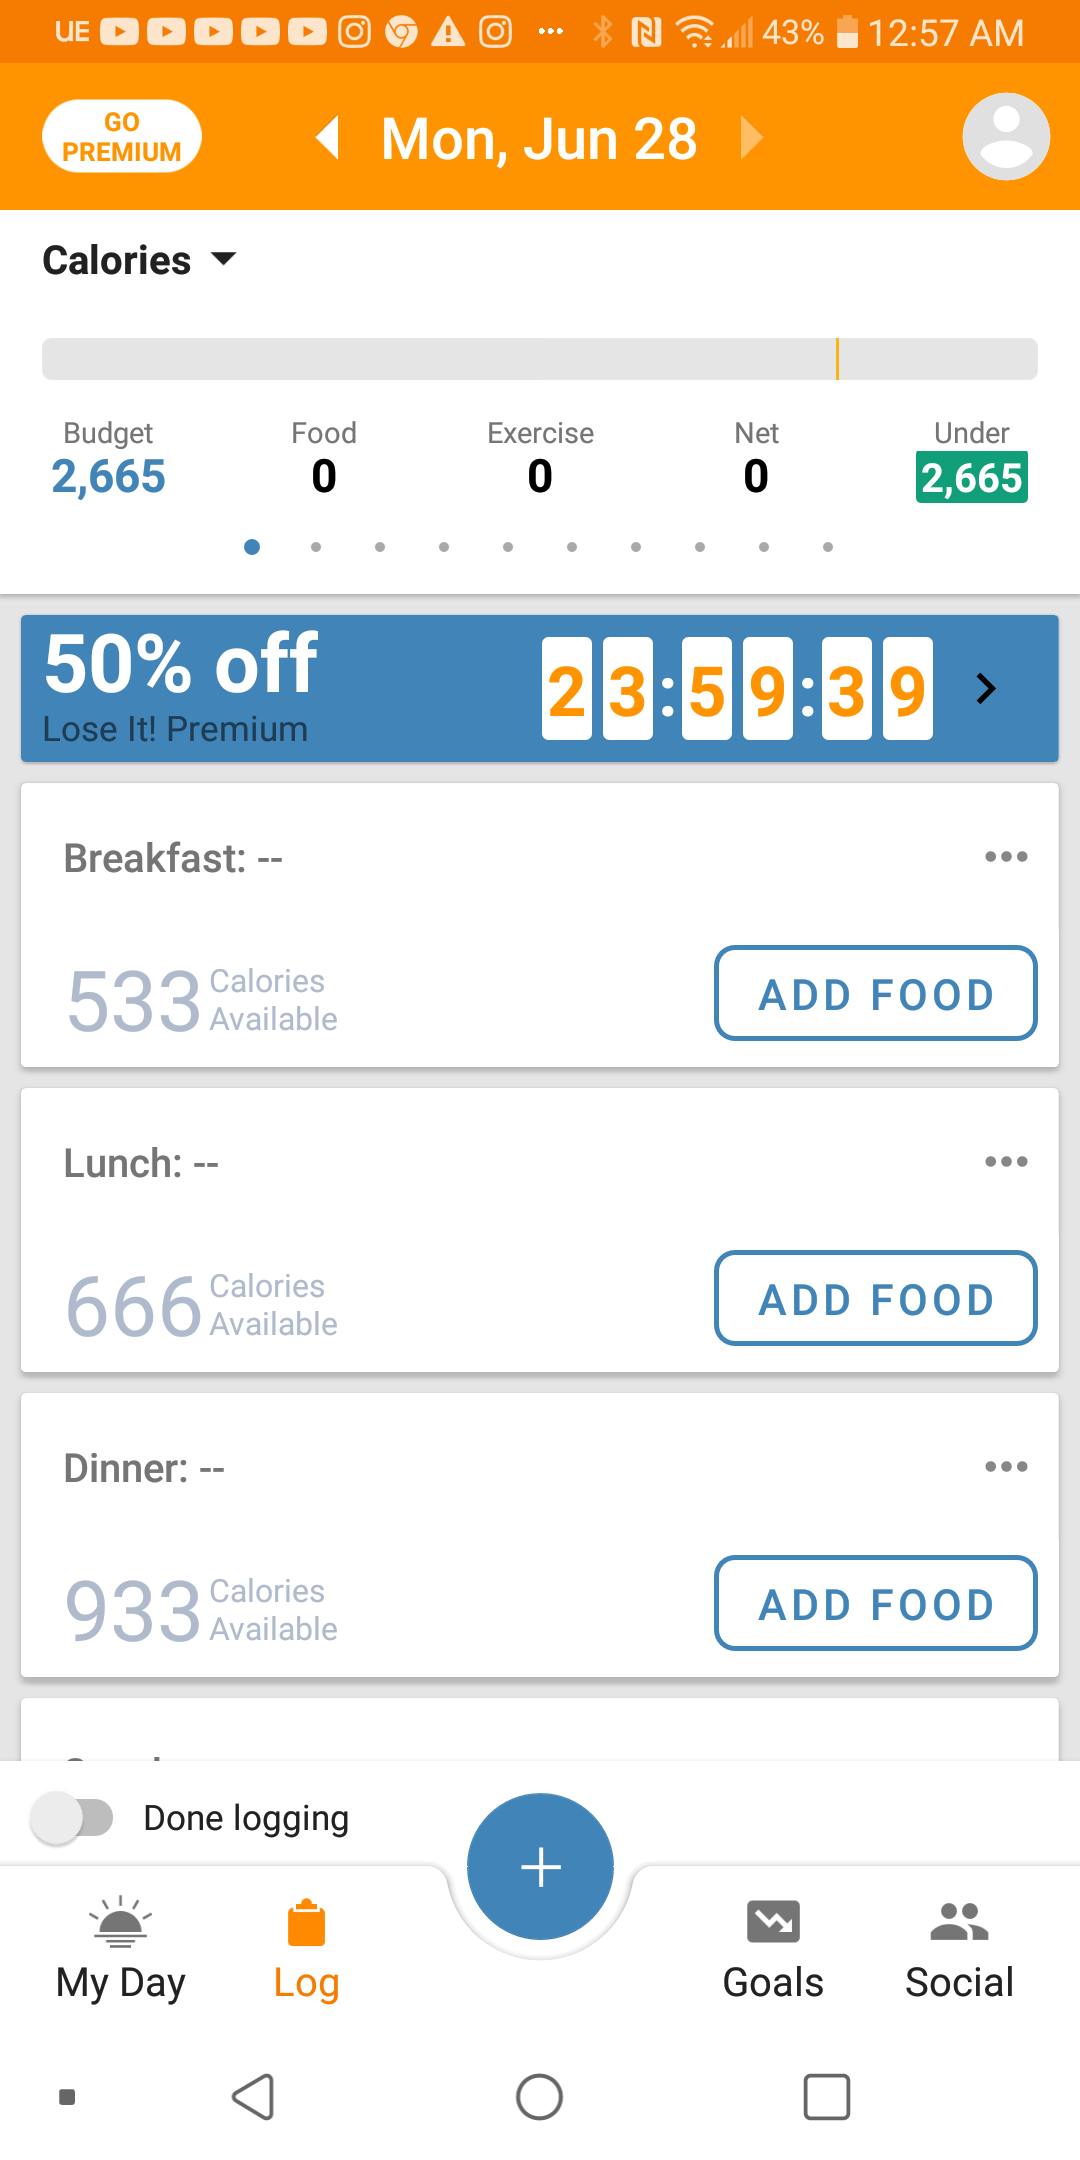 UE 43% 12:57 AM
GO
PREMIUM
Mon, Jun 28
Calories
Budget Food Exercise Net Under
2,665 0 0 0 2,665
50% off
Lose It! Premium
23:59:39
Breakfast: --
533 Calories
Available
ADD FOOD
Lunch: --
666 Calories
Available
ADD FOOD
Dinner: --
933 Calories
Available
ADD FOOD
Done logging
My Day Log Goals Social